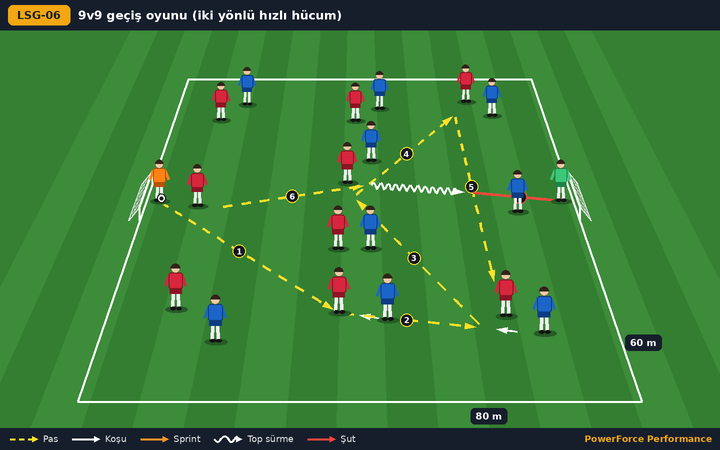 LSG-06 9v9 geçiş oyunu (iki yönlü hızlı hücum)
4
5
6
1
3
2
60 m
80 m
Pas Koşu Sprint Top sürme Şut PowerForce Performance